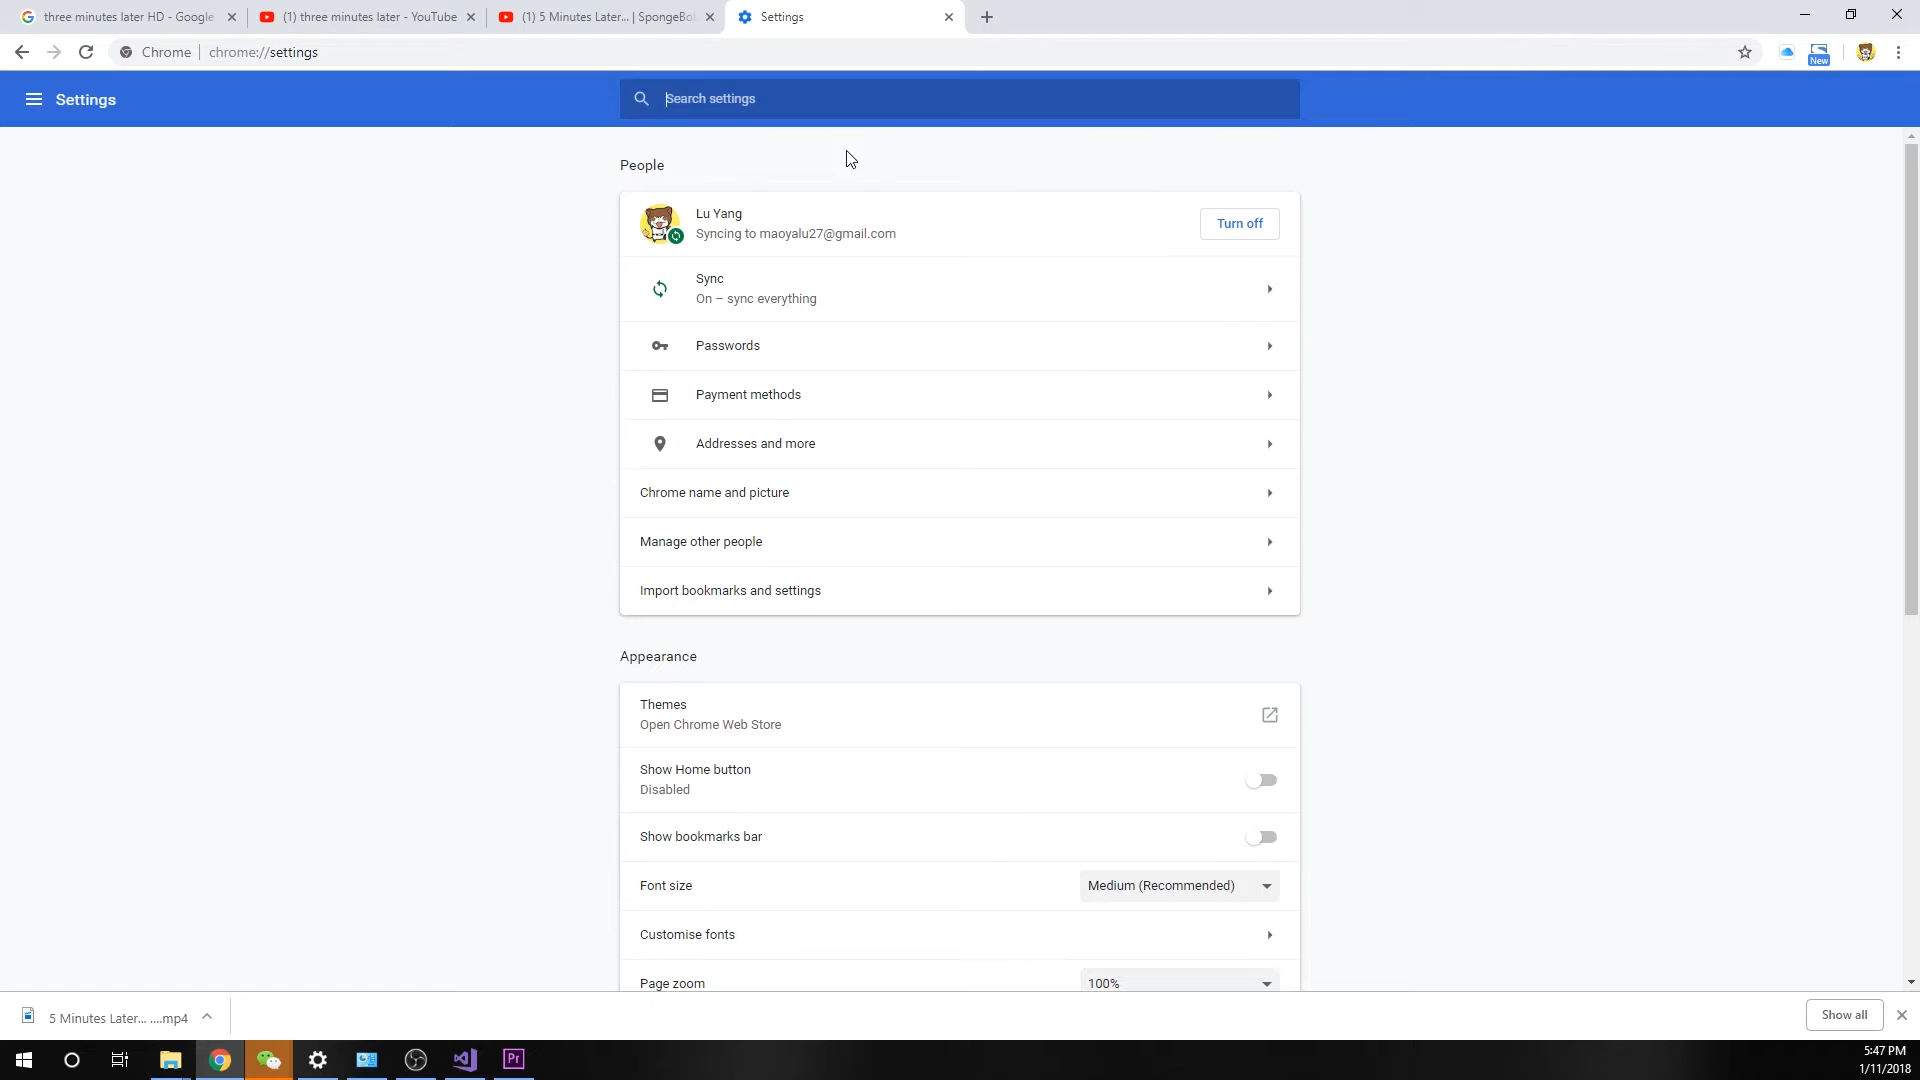 three minutes later HD - Google
(1) three minutes later - YouTube
(1) 5 Minutes Later... | SpongeBo
Settings
Chrome
chrome://settings
New
Settings
Search settings
People
Lu Yang
Syncing to maoyalu27@gmail.com
Turn off
Sync
On – sync everything
Passwords
Payment methods
Addresses and more
Chrome name and picture
Manage other people
Import bookmarks and settings
Appearance
Themes
Open Chrome Web Store
Show Home button
Disabled
Show bookmarks bar
Font size
Medium (Recommended)
Customise fonts
Page zoom
100%
5 Minutes Later... ....mp4
Show all
Pr
5:47 PM
1/11/2018